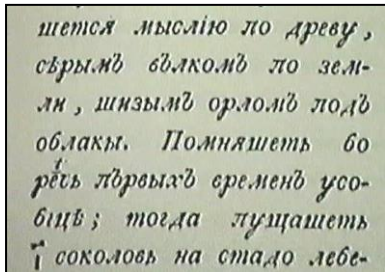 шется мыслію по древу,
сѣрымъ вълкомъ по зем-
ли, шизымъ орломъ подъ
облакы. Помняшеть бо
рѣчь първыхъ временъ усо-
біцѣ; тогда пущашеть
ї соколовь на стадо лебе-